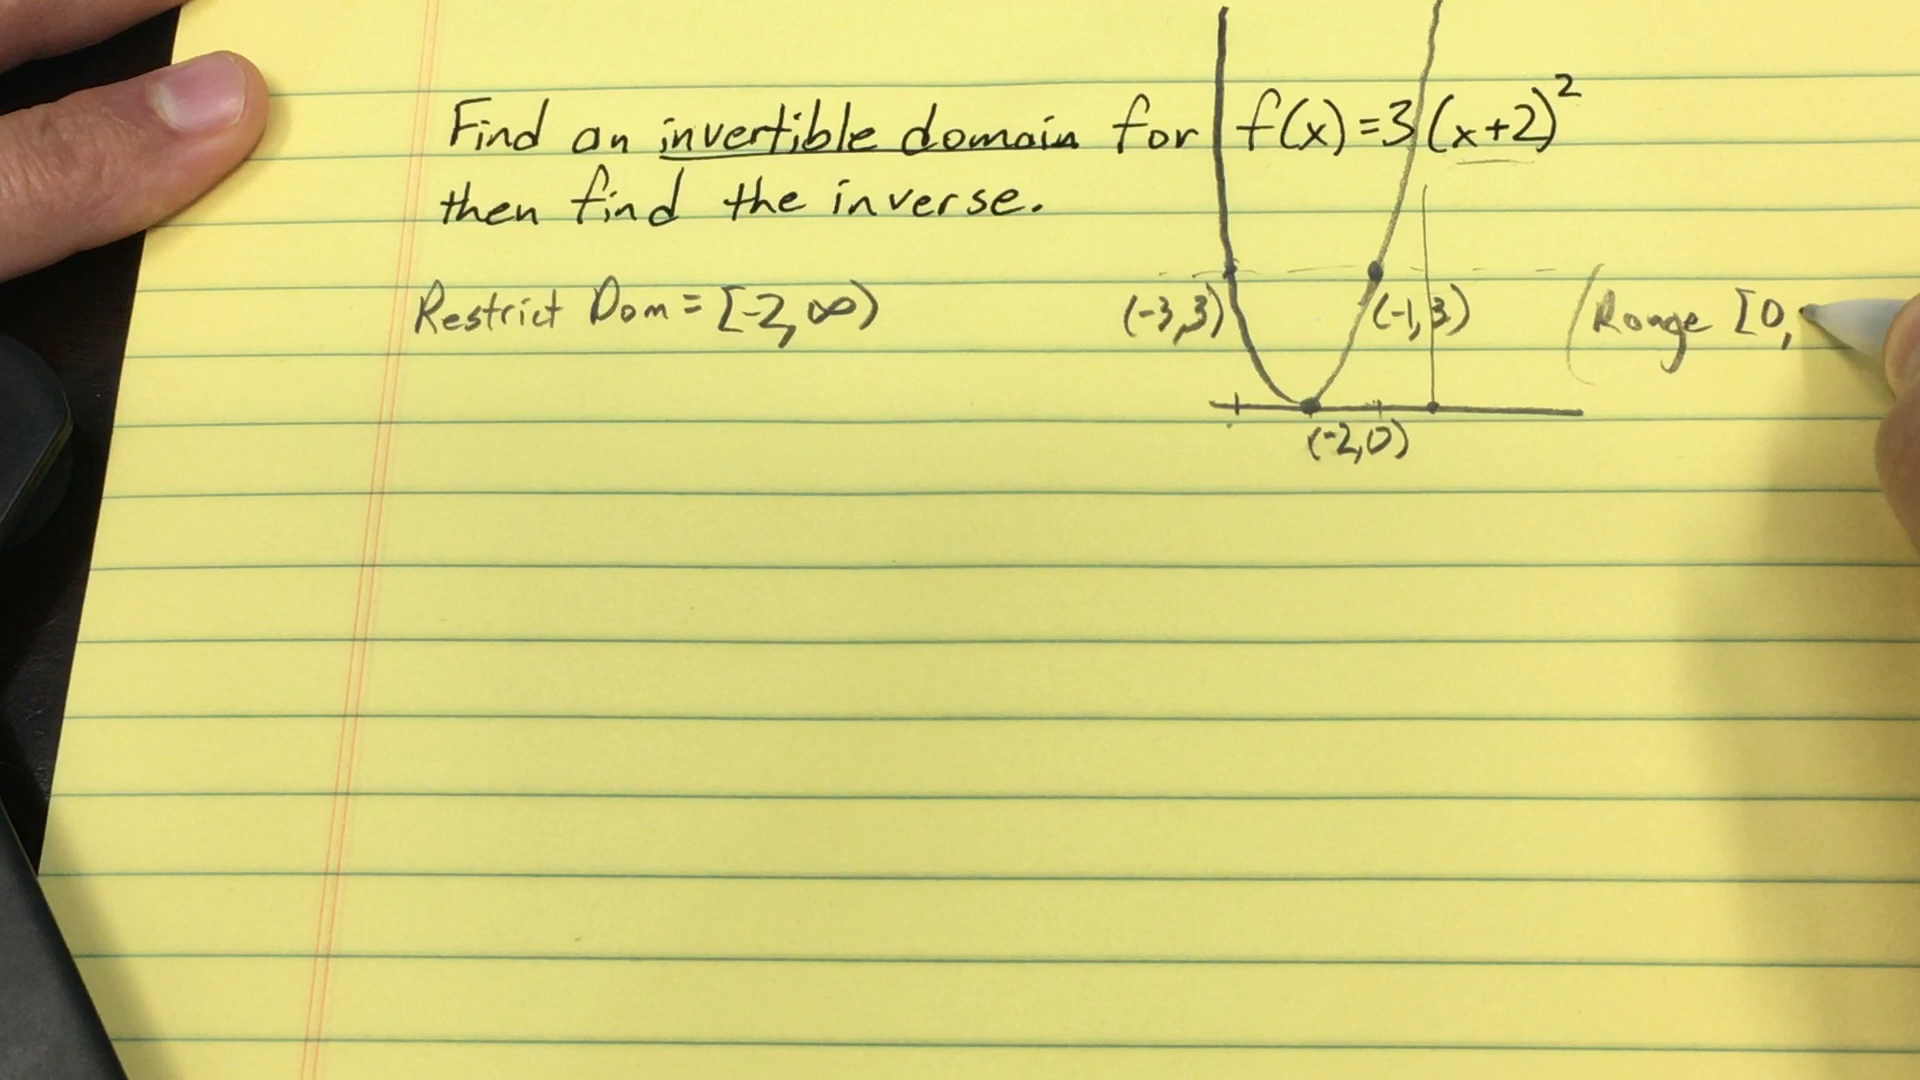 Find an invertible domain for f(x)=3(x+2)²
then find the inverse.
Restrict Dom = [-2, ∞)
(-3,3)
(-1,3)
(Range [0,
(-2,0)